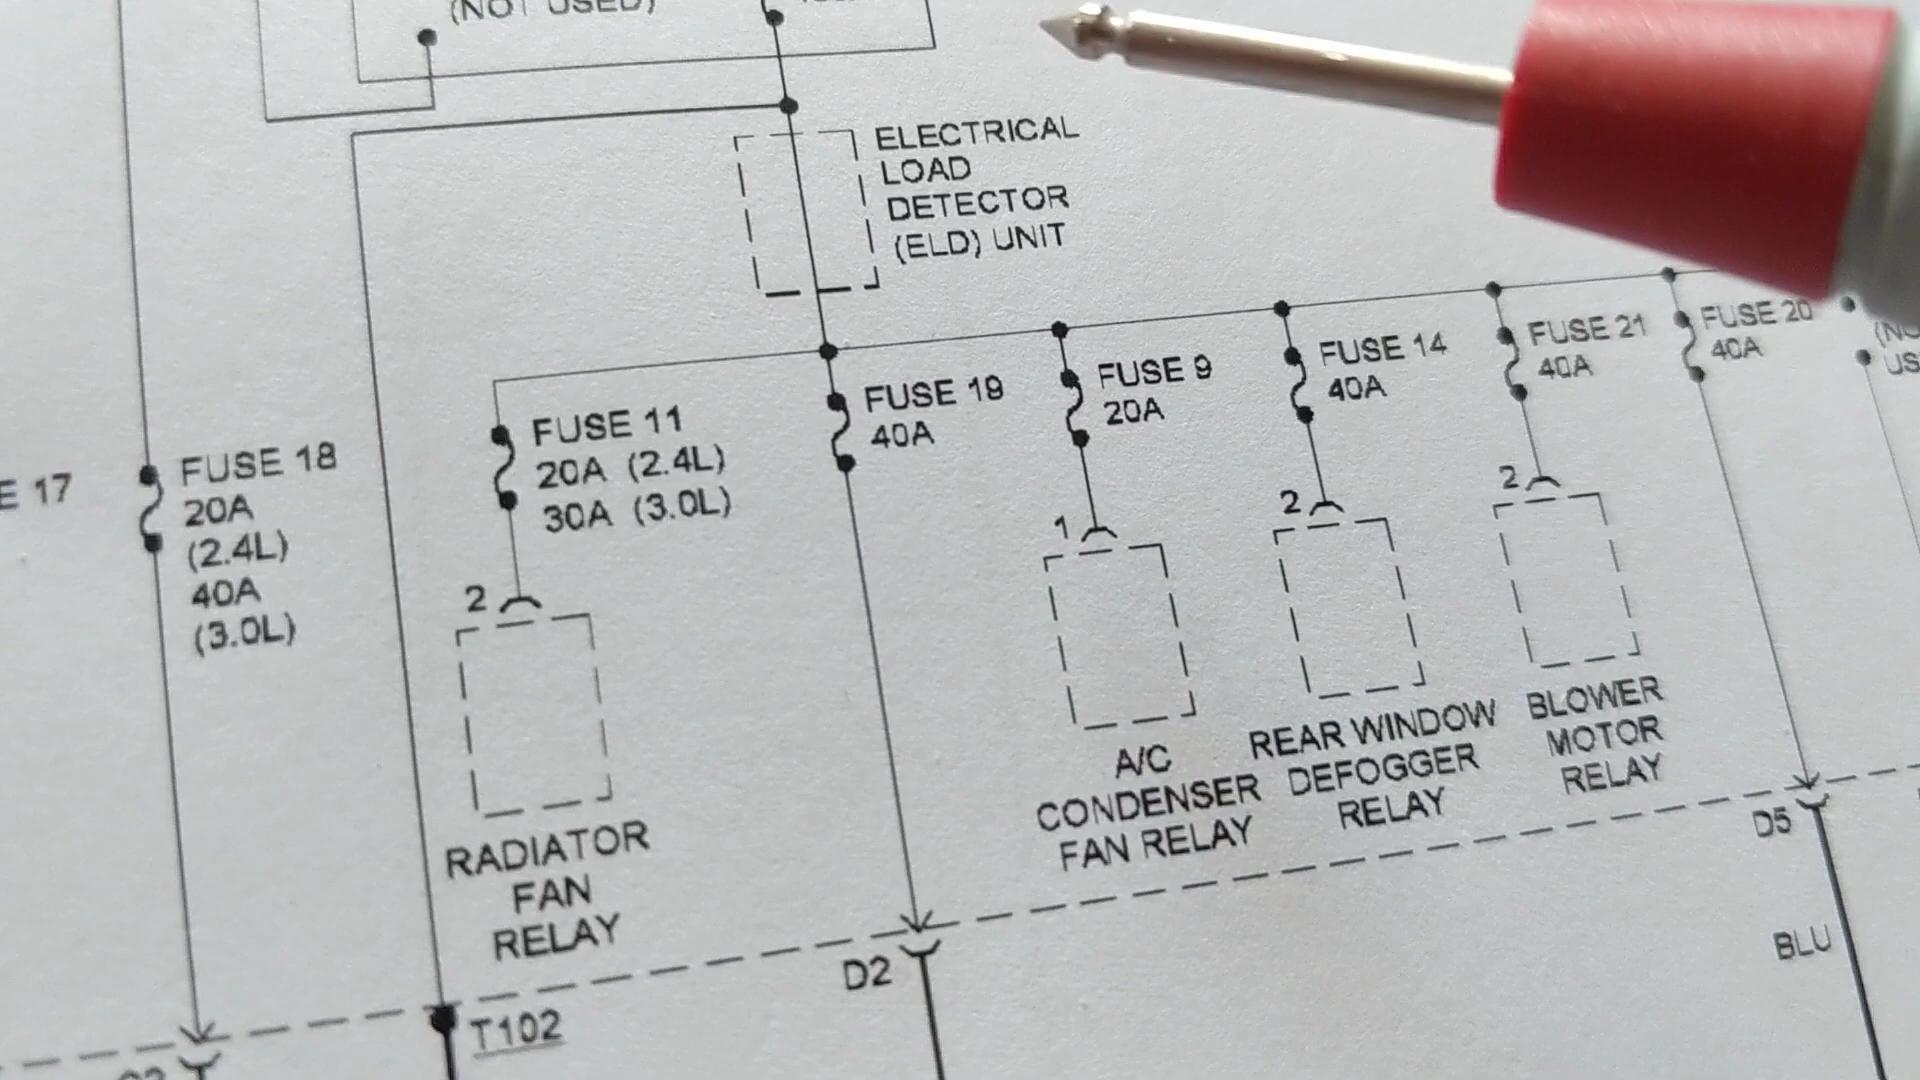 (NOT USED)
ELECTRICAL
LOAD
DETECTOR
(ELD) UNIT
E 17
FUSE 18
20A
(2.4L)
40A
(3.0L)
FUSE 11
20A (2.4L)
30A (3.0L)
FUSE 19
40A
FUSE 9
20A
FUSE 14
40A
FUSE 21
40A
FUSE 20
40A
2
1
2
2
RADIATOR
FAN
RELAY
A/C
CONDENSER
FAN RELAY
REAR WINDOW
DEFOGGER
RELAY
BLOWER
MOTOR
RELAY
T102
D2
D5
BLU